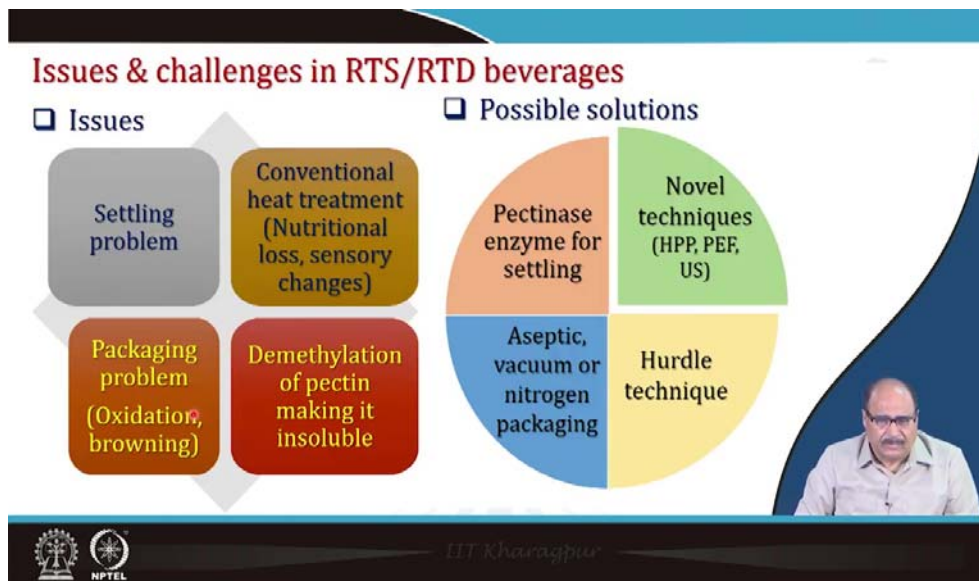 Issues & challenges in RTS/RTD beverages
❑ Issues
Settling
problem
Conventional
heat treatment
(Nutritional
loss, sensory
changes)
Packaging
problem
(Oxidation,
browning)
Demethylation
of pectin
making it
insoluble
❑ Possible solutions
Pectinase
enzyme for
settling
Novel
techniques
(HPP, PEF,
US)
Aseptic,
vacuum or
nitrogen
packaging
Hurdle
technique
NPTEL
IIT Kharagpur